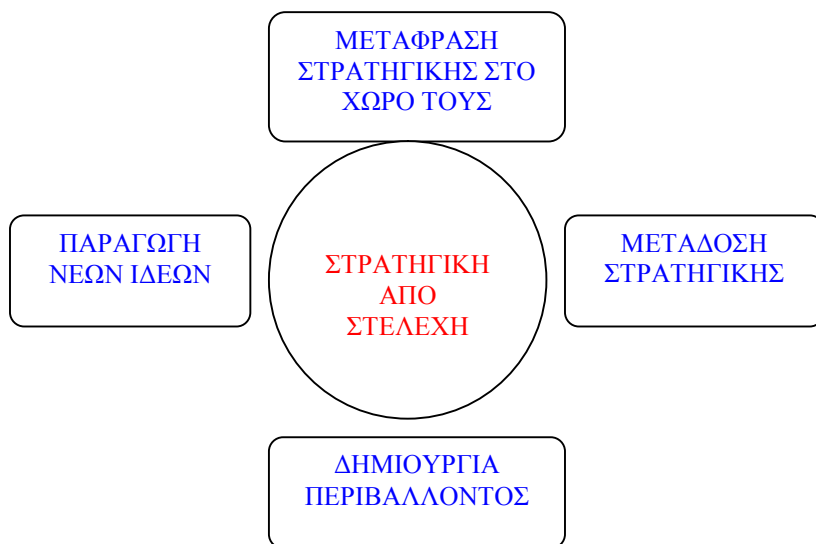 ΜΕΤΑΦΡΑΣΗ
ΣΤΡΑΤΗΓΙΚΗΣ ΣΤΟ
ΧΩΡΟ ΤΟΥΣ
ΠΑΡΑΓΩΓΗ
ΝΕΩΝ ΙΔΕΩΝ
ΣΤΡΑΤΗΓΙΚΗ
ΑΠΟ
ΣΤΕΛΕΧΗ
ΜΕΤΑΔΟΣΗ
ΣΤΡΑΤΗΓΙΚΗΣ
ΔΗΜΙΟΥΡΓΙΑ
ΠΕΡΙΒΑΛΛΟΝΤΟΣ